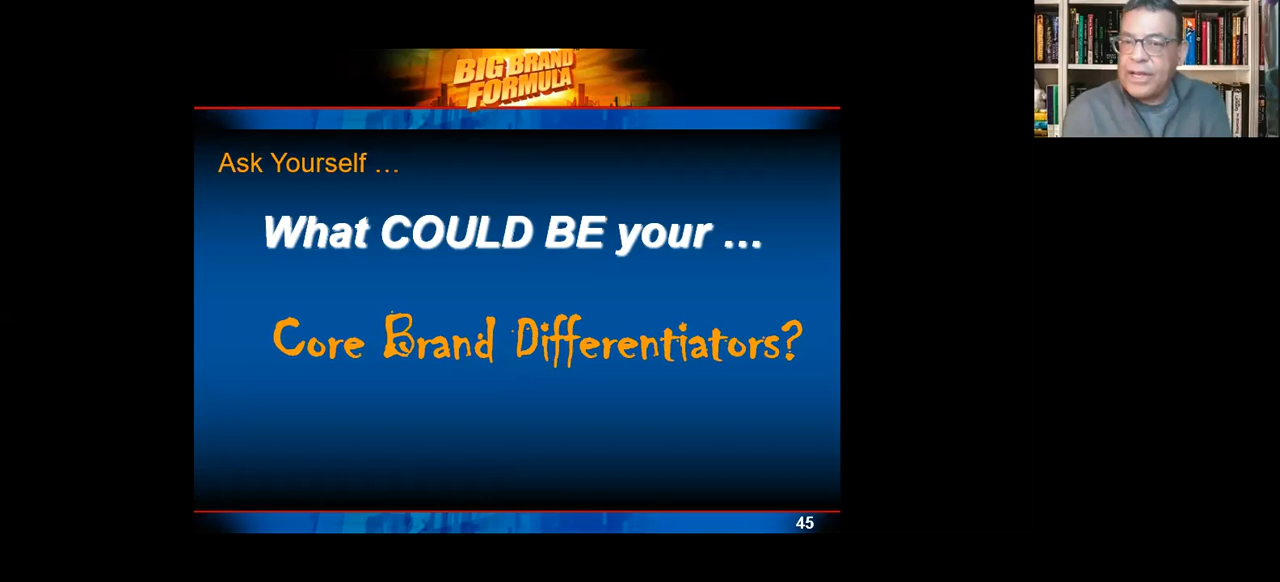 BIG BRAND
FORMULA
Ask Yourself …
What COULD BE your …
Core Brand Differentiators?
45